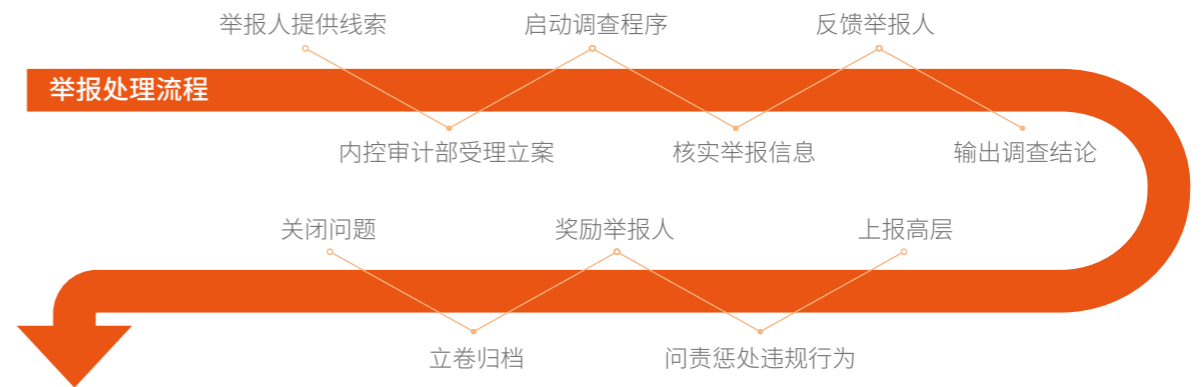 举报人提供线索
启动调查程序
反馈举报人
举报处理流程
内控审计部受理立案
核实举报信息
输出调查结论
关闭问题
奖励举报人
上报高层
立卷归档
问责惩处违规行为